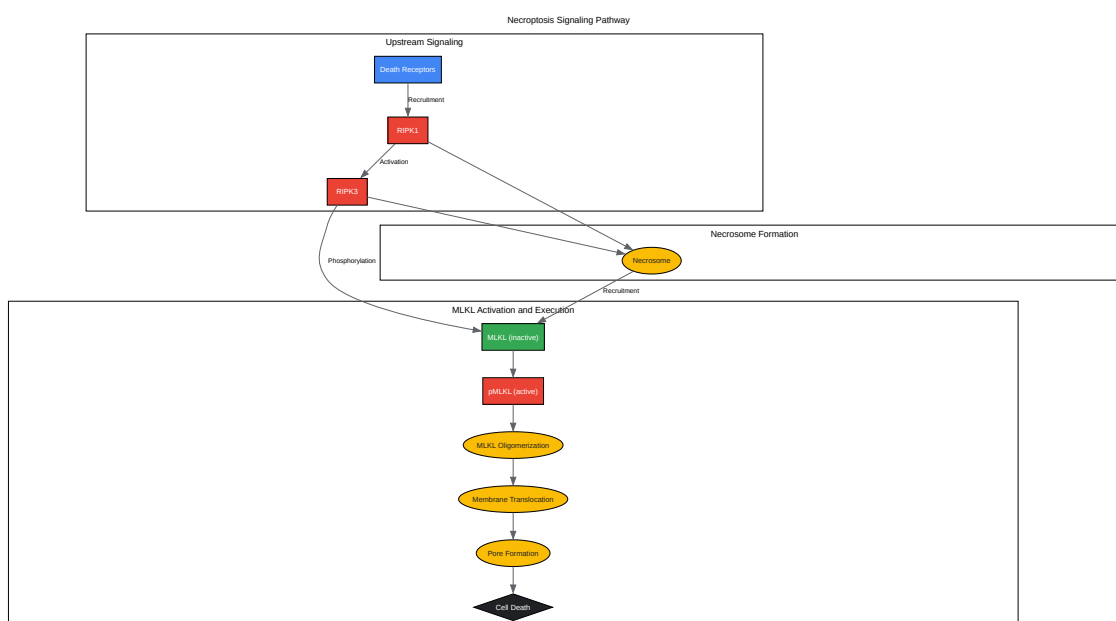 Necroptosis Signaling Pathway
Upstream Signaling
Death Receptors
Recruitment
RIPK1
Activation
RIPK3
Necrosome Formation
Phosphorylation
Necrosome
Recruitment
MLKL Activation and Execution
MLKL (inactive)
pMLKL (active)
MLKL Oligomerization
Membrane Translocation
Pore Formation
Cell Death